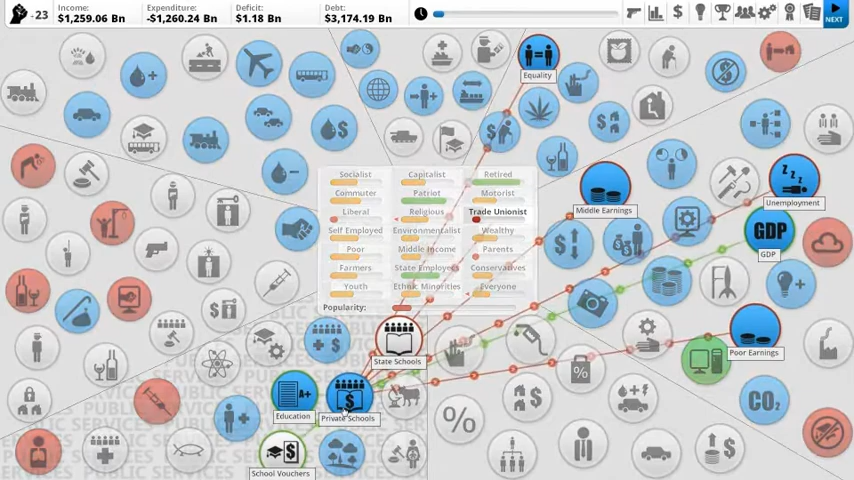 - 23
Income:
$1,259.06 Bn
Expenditure:
-$1,260.24 Bn
Deficit:
$1.18 Bn
Debt:
$3,174.19 Bn
NEXT
Equality
Socialist
Capitalist
Retired
Commuter
Patriot
Motorist
Liberal
Religious
Trade Unionist
Self Employed
Environmentalist
Wealthy
Poor
Middle Income
Parents
Farmers
State Employees
Conservatives
Youth
Ethnic Minorities
Everyone
Popularity:
Middle Earnings
Unemployment
GDP
GDP
Poor Earnings
State Schools
A+
Education
Private Schools
School Vouchers
CO2
PUBLIC SERVICES